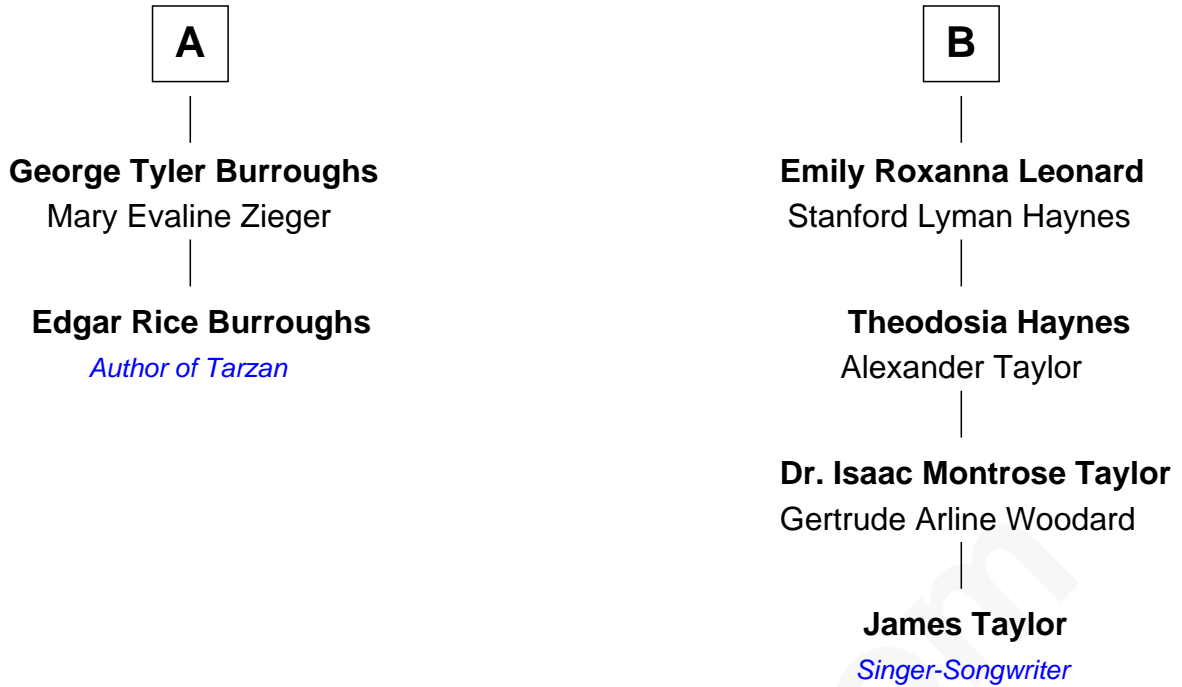 A
George Tyler Burroughs
Mary Evaline Zieger
Edgar Rice Burroughs
Author of Tarzan
B
Emily Roxanna Leonard
Stanford Lyman Haynes
Theodosia Haynes
Alexander Taylor
Dr. Isaac Montrose Taylor
Gertrude Arline Woodard
James Taylor
Singer-Songwriter